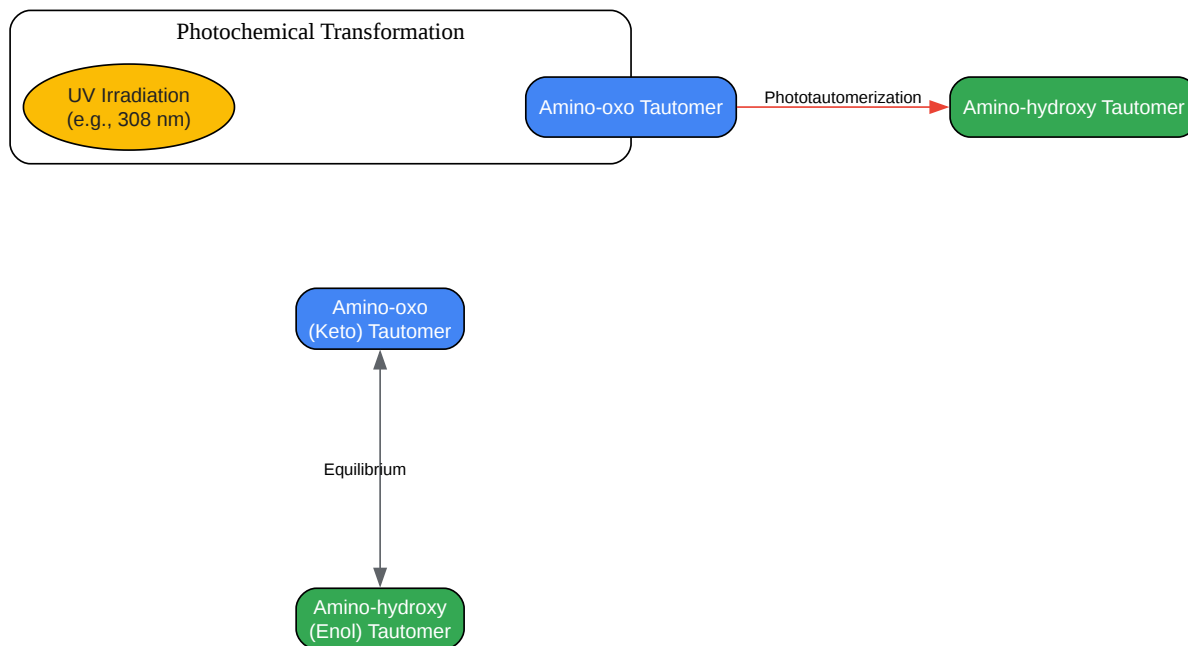 Photochemical Transformation
UV Irradiation
(e.g., 308 nm)
Amino-oxo Tautomer
Phototautomerization
Amino-hydroxy Tautomer
Amino-oxo
(Keto) Tautomer
Equilibrium
Amino-hydroxy
(Enol) Tautomer